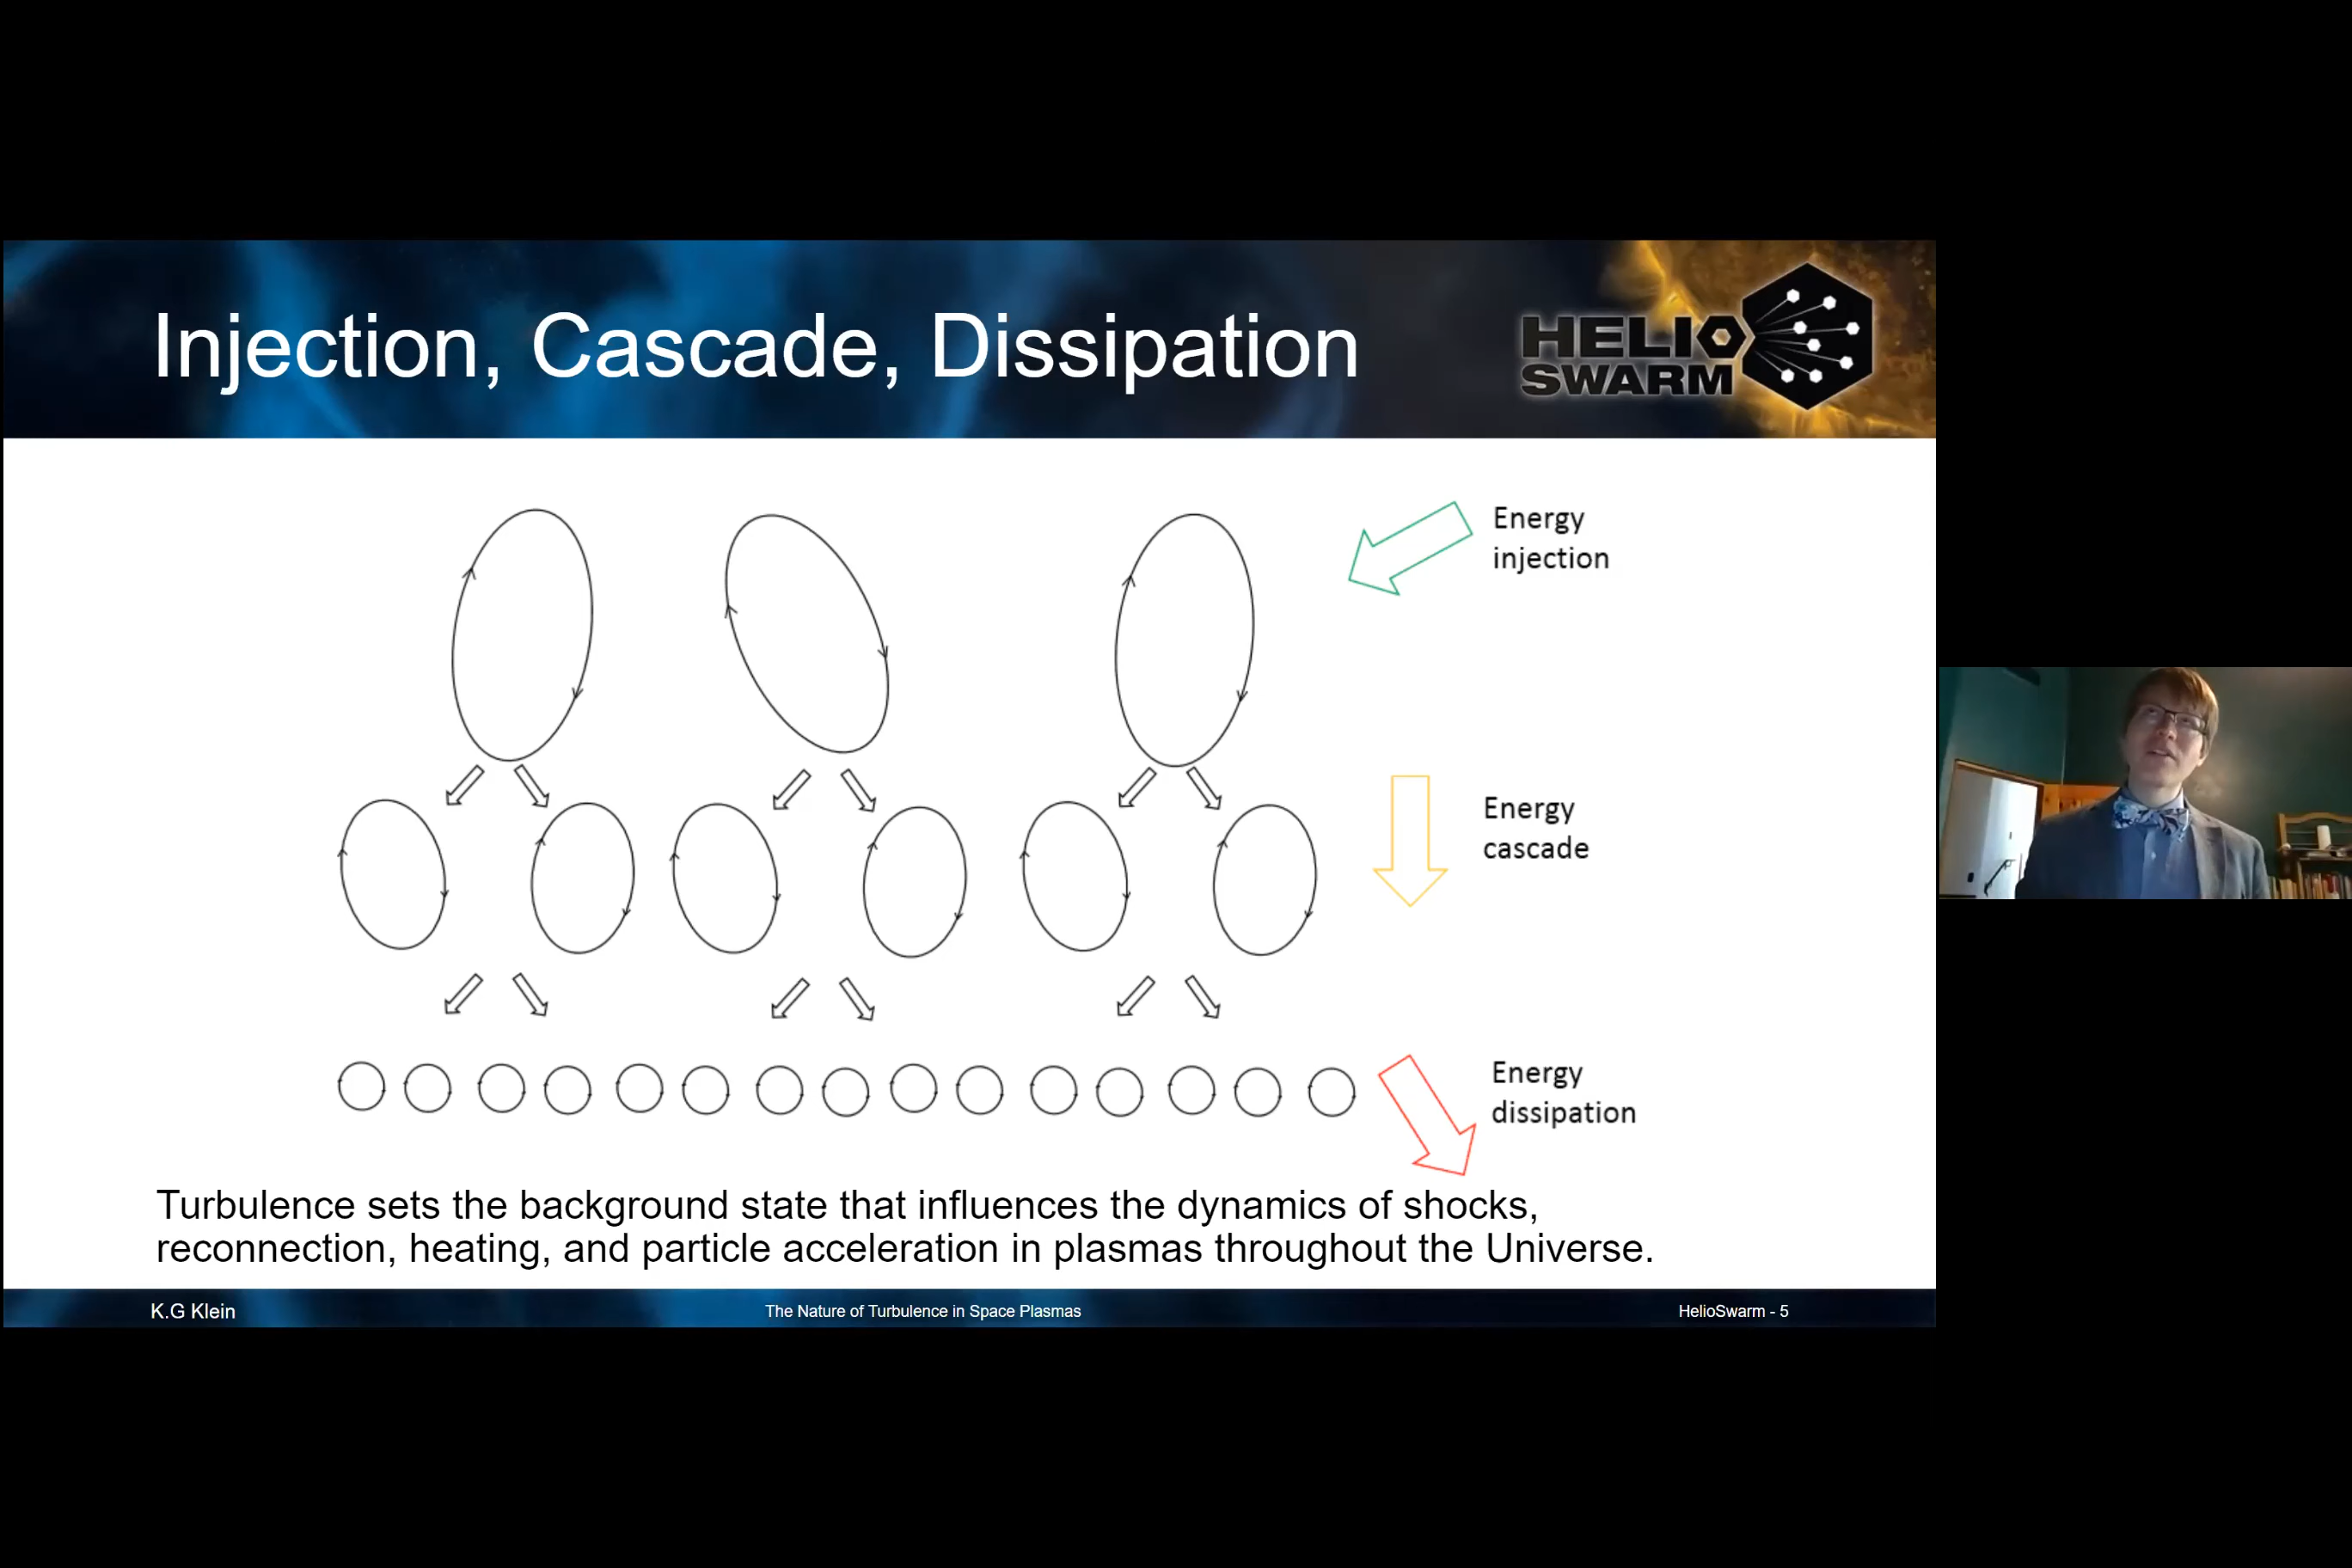 Injection, Cascade, Dissipation
HELIO
SWARM
Energy
injection
Energy
cascade
Energy
dissipation
Turbulence sets the background state that influences the dynamics of shocks,
reconnection, heating, and particle acceleration in plasmas throughout the Universe.
K.G Klein
The Nature of Turbulence in Space Plasmas
HelioSwarm - 5